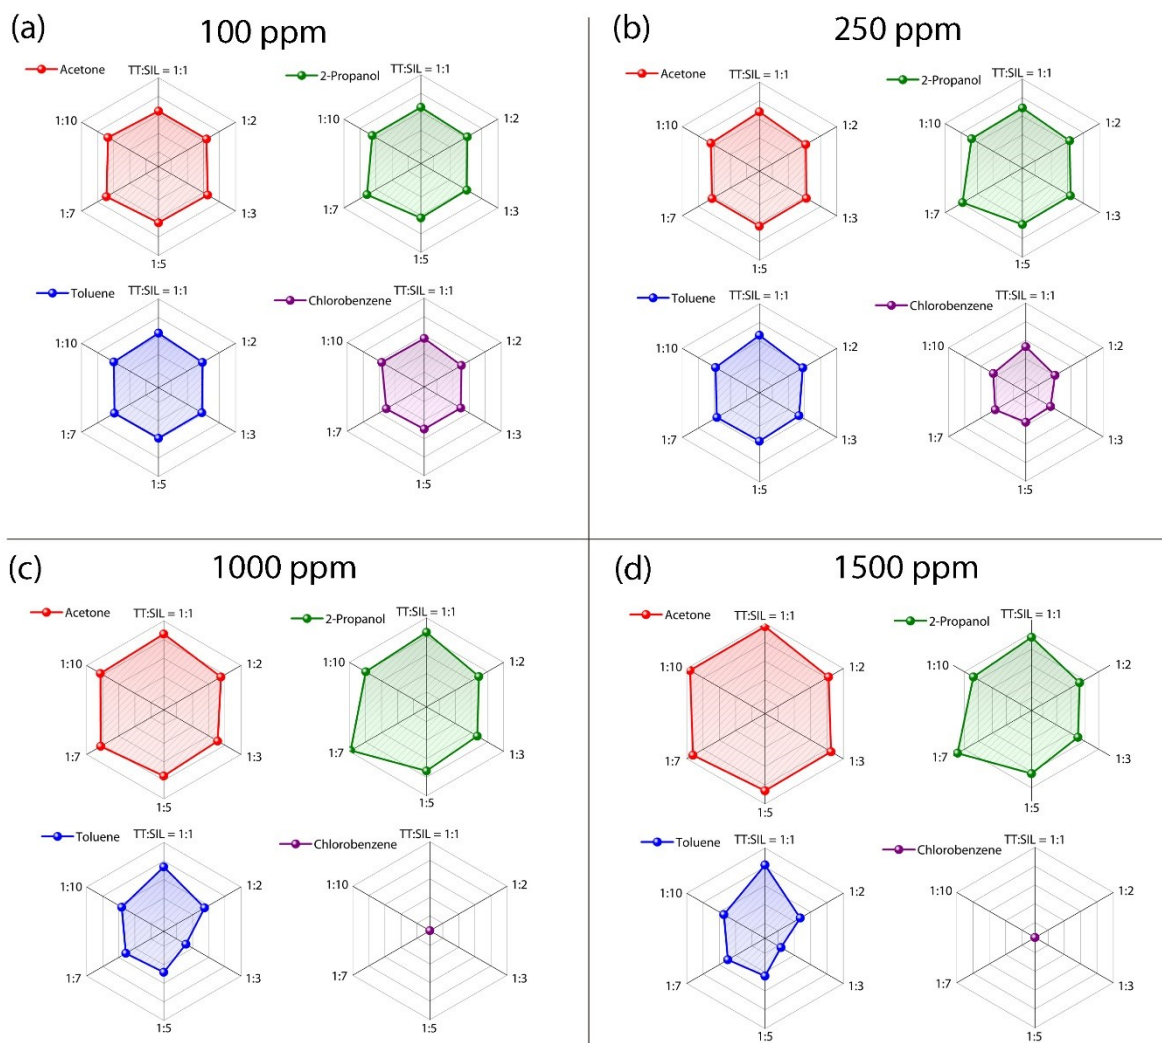 (a)
100 ppm
Acetone
TT:SIL = 1:1
1:2
1:3
1:5
1:7
1:10
2-Propanol
TT:SIL = 1:1
1:2
1:3
1:5
1:7
1:10
Toluene
TT:SIL = 1:1
1:2
1:3
1:5
1:7
1:10
Chlorobenzene
TT:SIL = 1:1
1:2
1:3
1:5
1:7
1:10
(b)
250 ppm
Acetone
TT:SIL = 1:1
1:2
1:3
1:5
1:7
1:10
2-Propanol
TT:SIL = 1:1
1:2
1:3
1:5
1:7
1:10
Toluene
TT:SIL = 1:1
1:2
1:3
1:5
1:7
1:10
Chlorobenzene
TT:SIL = 1:1
1:2
1:3
1:5
1:7
1:10
(c)
1000 ppm
Acetone
TT:SIL = 1:1
1:2
1:3
1:5
1:7
1:10
2-Propanol
TT:SIL = 1:1
1:2
1:3
1:5
1:7
1:10
Toluene
TT:SIL = 1:1
1:2
1:3
1:5
1:7
1:10
Chlorobenzene
TT:SIL = 1:1
1:2
1:3
1:5
1:7
1:10
(d)
1500 ppm
Acetone
TT:SIL = 1:1
1:2
1:3
1:5
1:7
1:10
2-Propanol
TT:SIL = 1:1
1:2
1:3
1:5
1:7
1:10
Toluene
TT:SIL = 1:1
1:2
1:3
1:5
1:7
1:10
Chlorobenzene
TT:SIL = 1:1
1:2
1:3
1:5
1:7
1:10